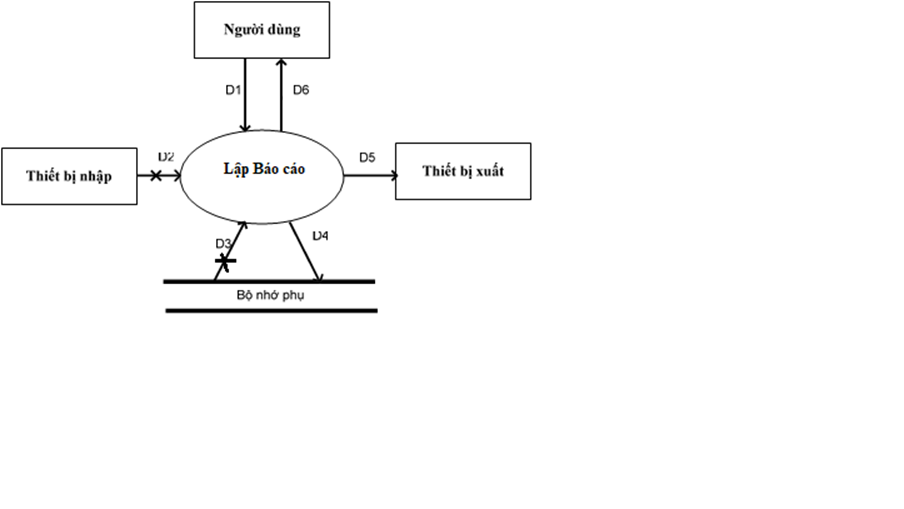 Người dùng
D1
D6
D2
Thiết bị nhập
Lập Báo cáo
D5
Thiết bị xuất
D3
D4
Bộ nhớ phụ